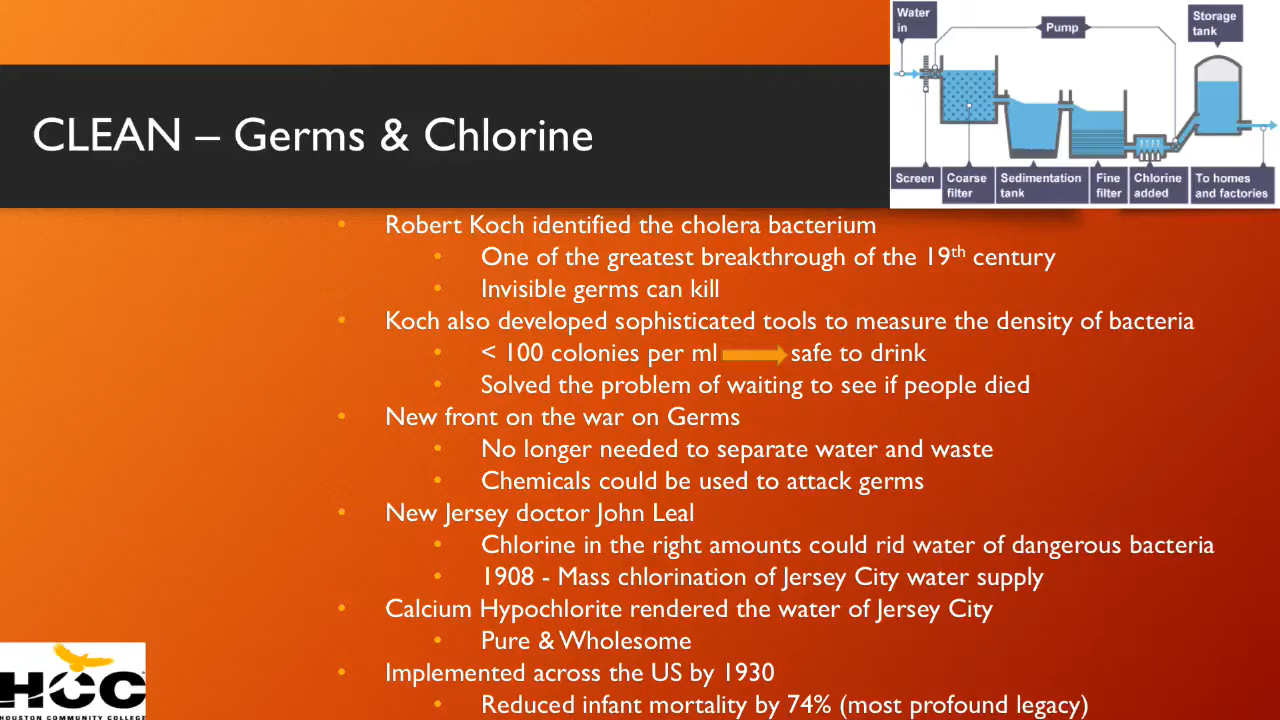 Water
in
Pump
Storage
tank
CLEAN – Germs & Chlorine
Screen
Coarse
filter
Sedimentation
tank
Fine
filter
Chlorine
added
To homes
and factories
• Robert Koch identified the cholera bacterium
• One of the greatest breakthrough of the 19th century
• Invisible germs can kill
• Koch also developed sophisticated tools to measure the density of bacteria
• < 100 colonies per ml safe to drink
• Solved the problem of waiting to see if people died
• New front on the war on Germs
• No longer needed to separate water and waste
• Chemicals could be used to attack germs
• New Jersey doctor John Leal
• Chlorine in the right amounts could rid water of dangerous bacteria
• 1908 - Mass chlorination of Jersey City water supply
• Calcium Hypochlorite rendered the water of Jersey City
• Pure & Wholesome
• Implemented across the US by 1930
• Reduced infant mortality by 74% (most profound legacy)
HCC
HOUSTON COMMUNITY COLLEGE